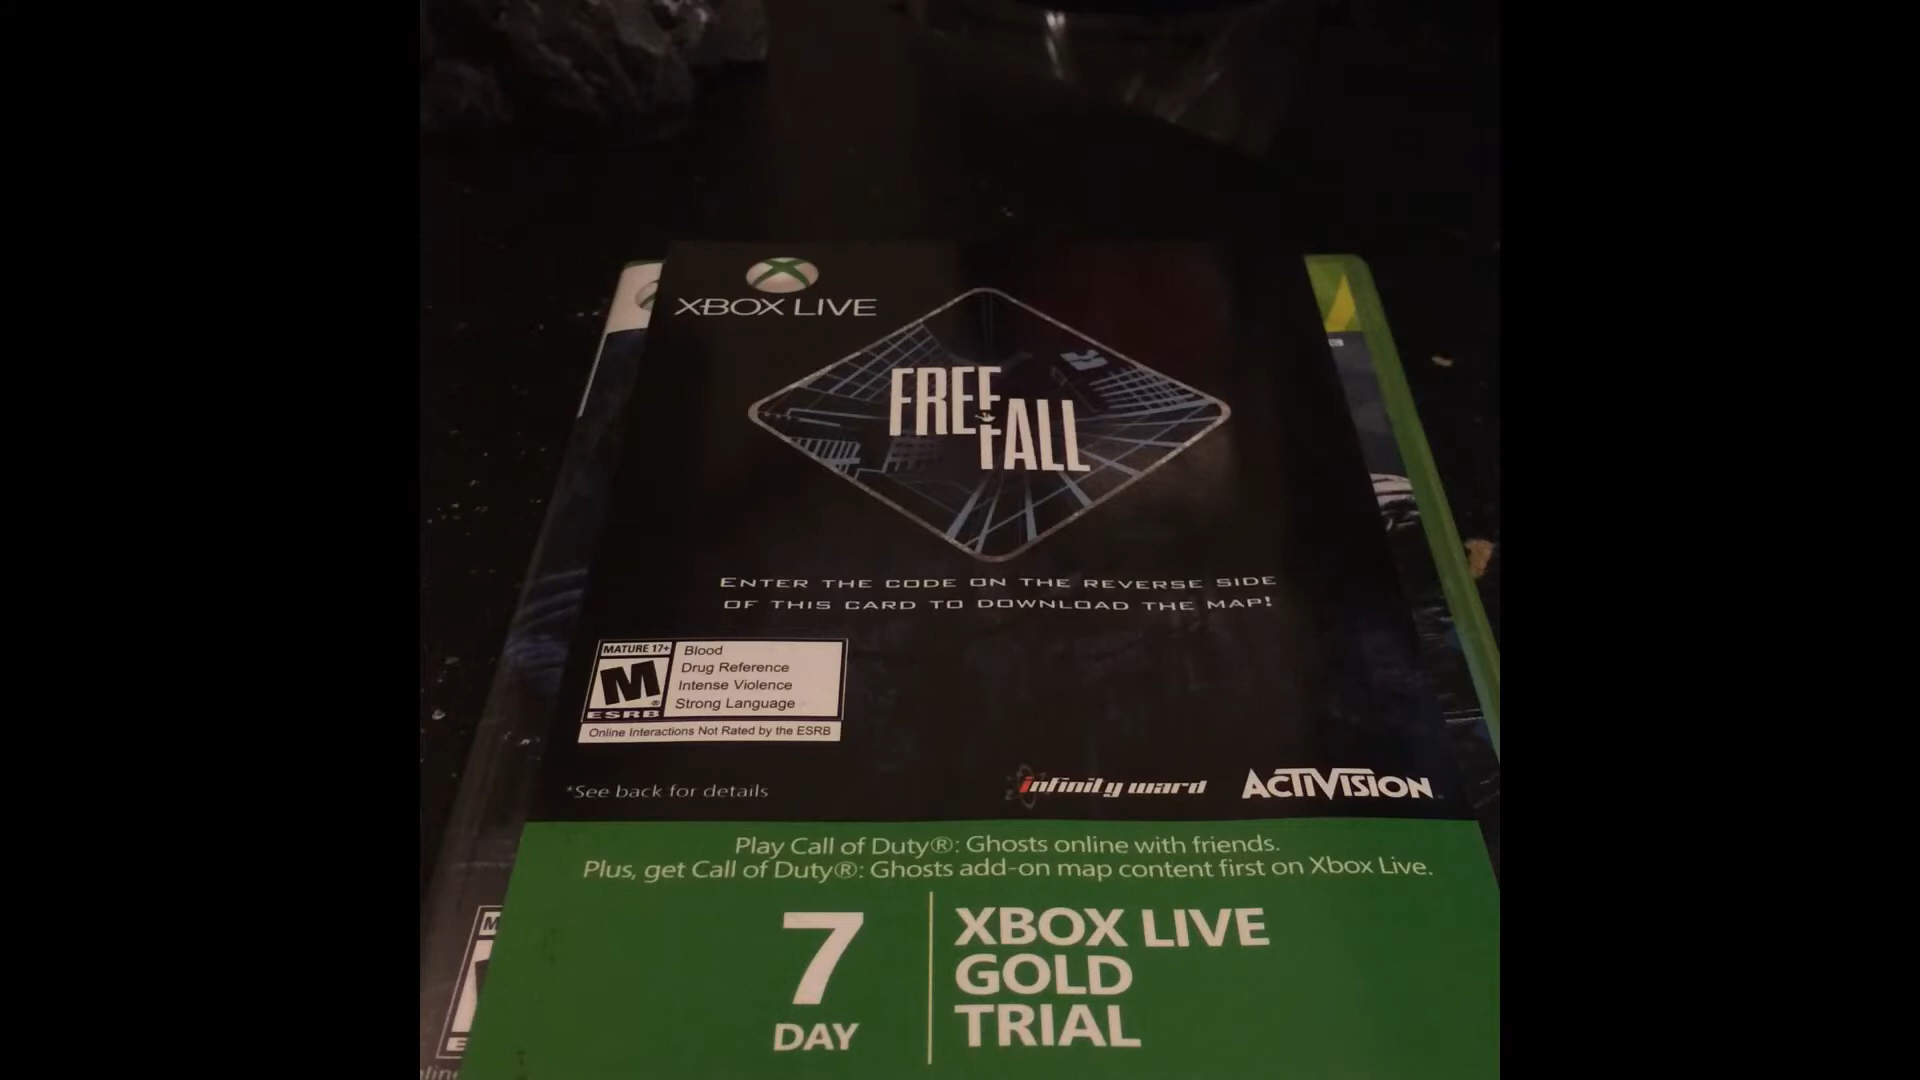 XBOX LIVE
FREE
FALL
ENTER THE CODE ON THE REVERSE SIDE
OF THIS CARD TO DOWNLOAD THE MAP!
MATURE 17+
M
ESRB
Blood
Drug Reference
Intense Violence
Strong Language
Online Interactions Not Rated by the ESRB
*See back for details
infinity ward
ACTIVISION
Play Call of Duty®: Ghosts online with friends.
Plus, get Call of Duty®: Ghosts add-on map content first on Xbox Live.
7
DAY
XBOX LIVE
GOLD
TRIAL